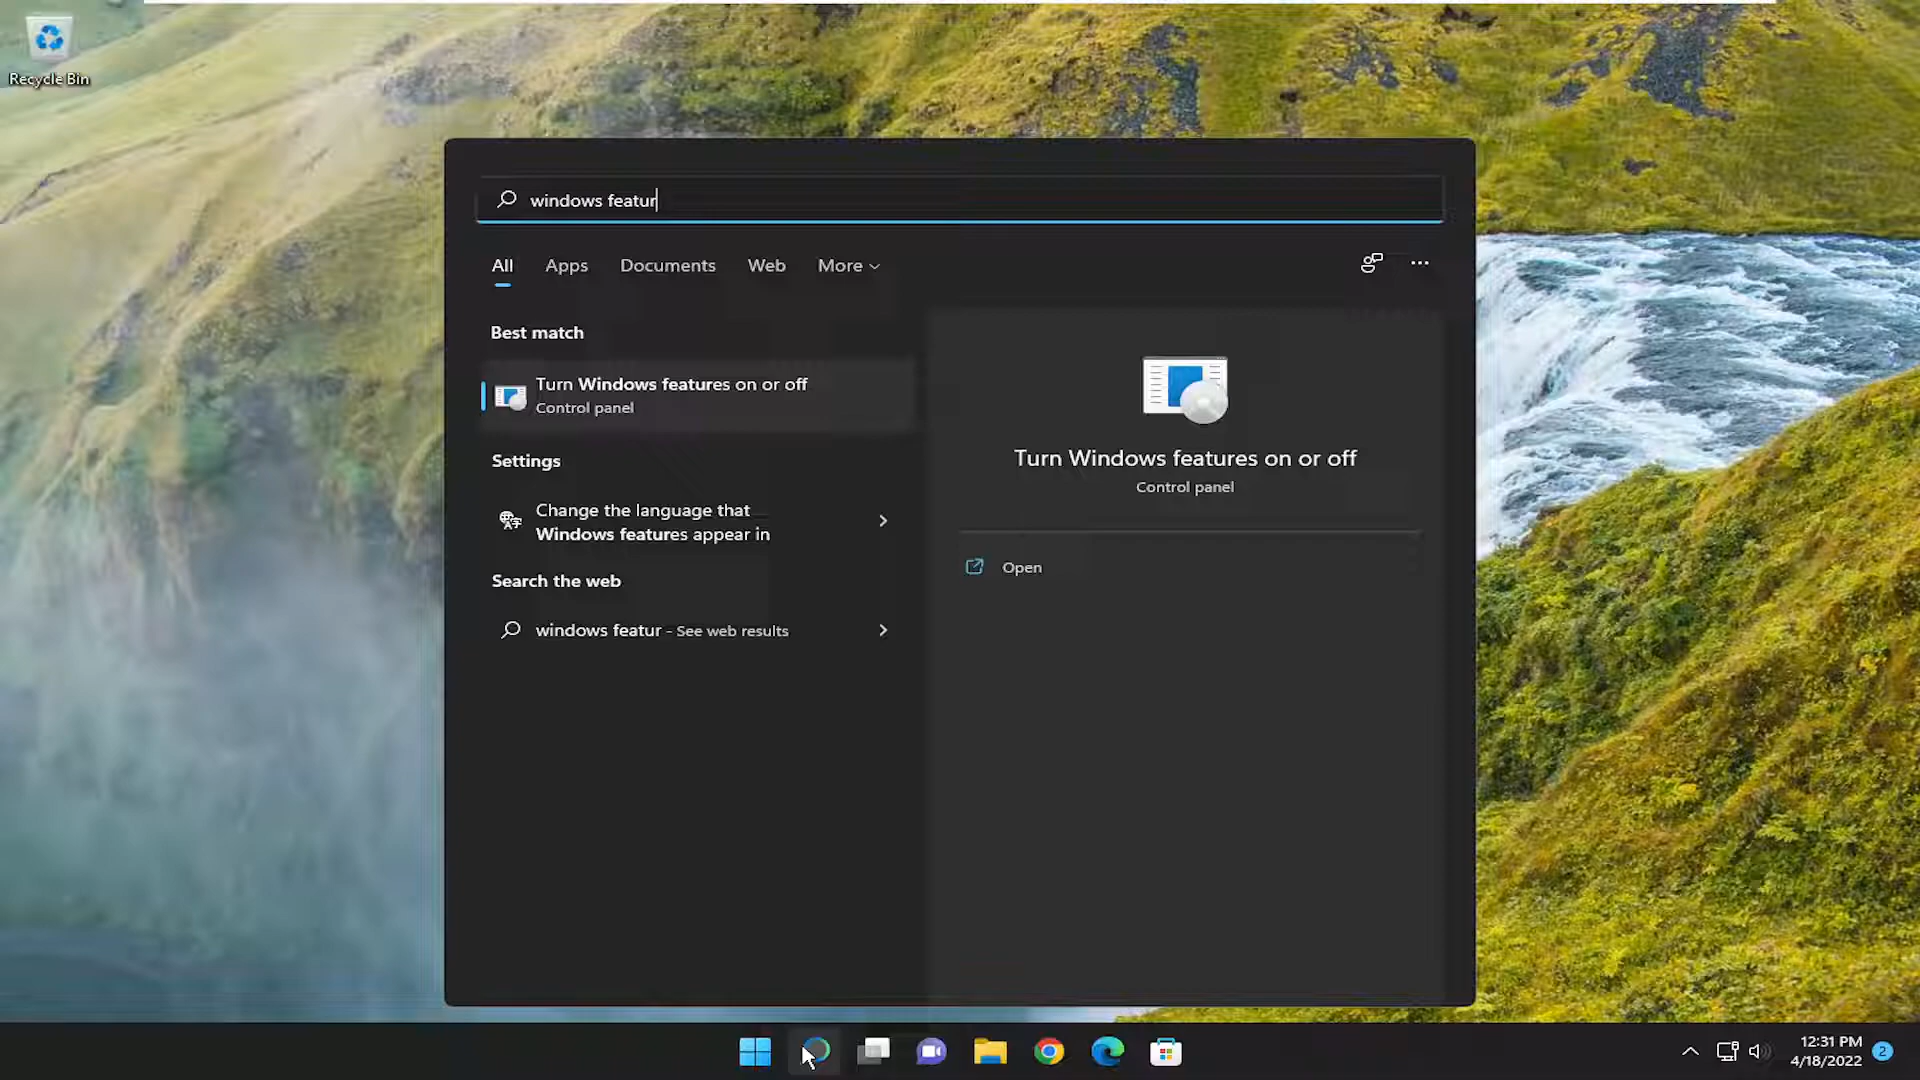 Recycle Bin
windows featur
All Apps Documents Web More
Best match
Turn Windows features on or off
Control panel
Settings
Change the language that
Windows features appear in
Search the web
windows featur - See web results
Turn Windows features on or off
Control panel
Open
12:31 PM
4/18/2022
2